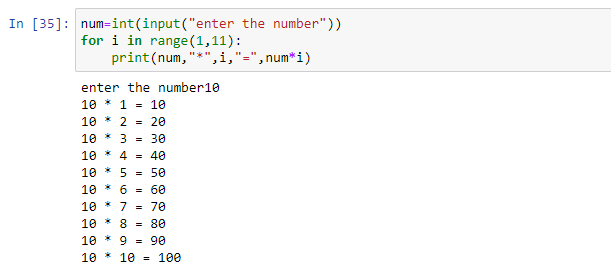 In [35]: num=int(input("enter the number"))
for i in range(1,11):
    print(num,"*",i,"=",num*i)
enter the number10
10 * 1 = 10
10 * 2 = 20
10 * 3 = 30
10 * 4 = 40
10 * 5 = 50
10 * 6 = 60
10 * 7 = 70
10 * 8 = 80
10 * 9 = 90
10 * 10 = 100